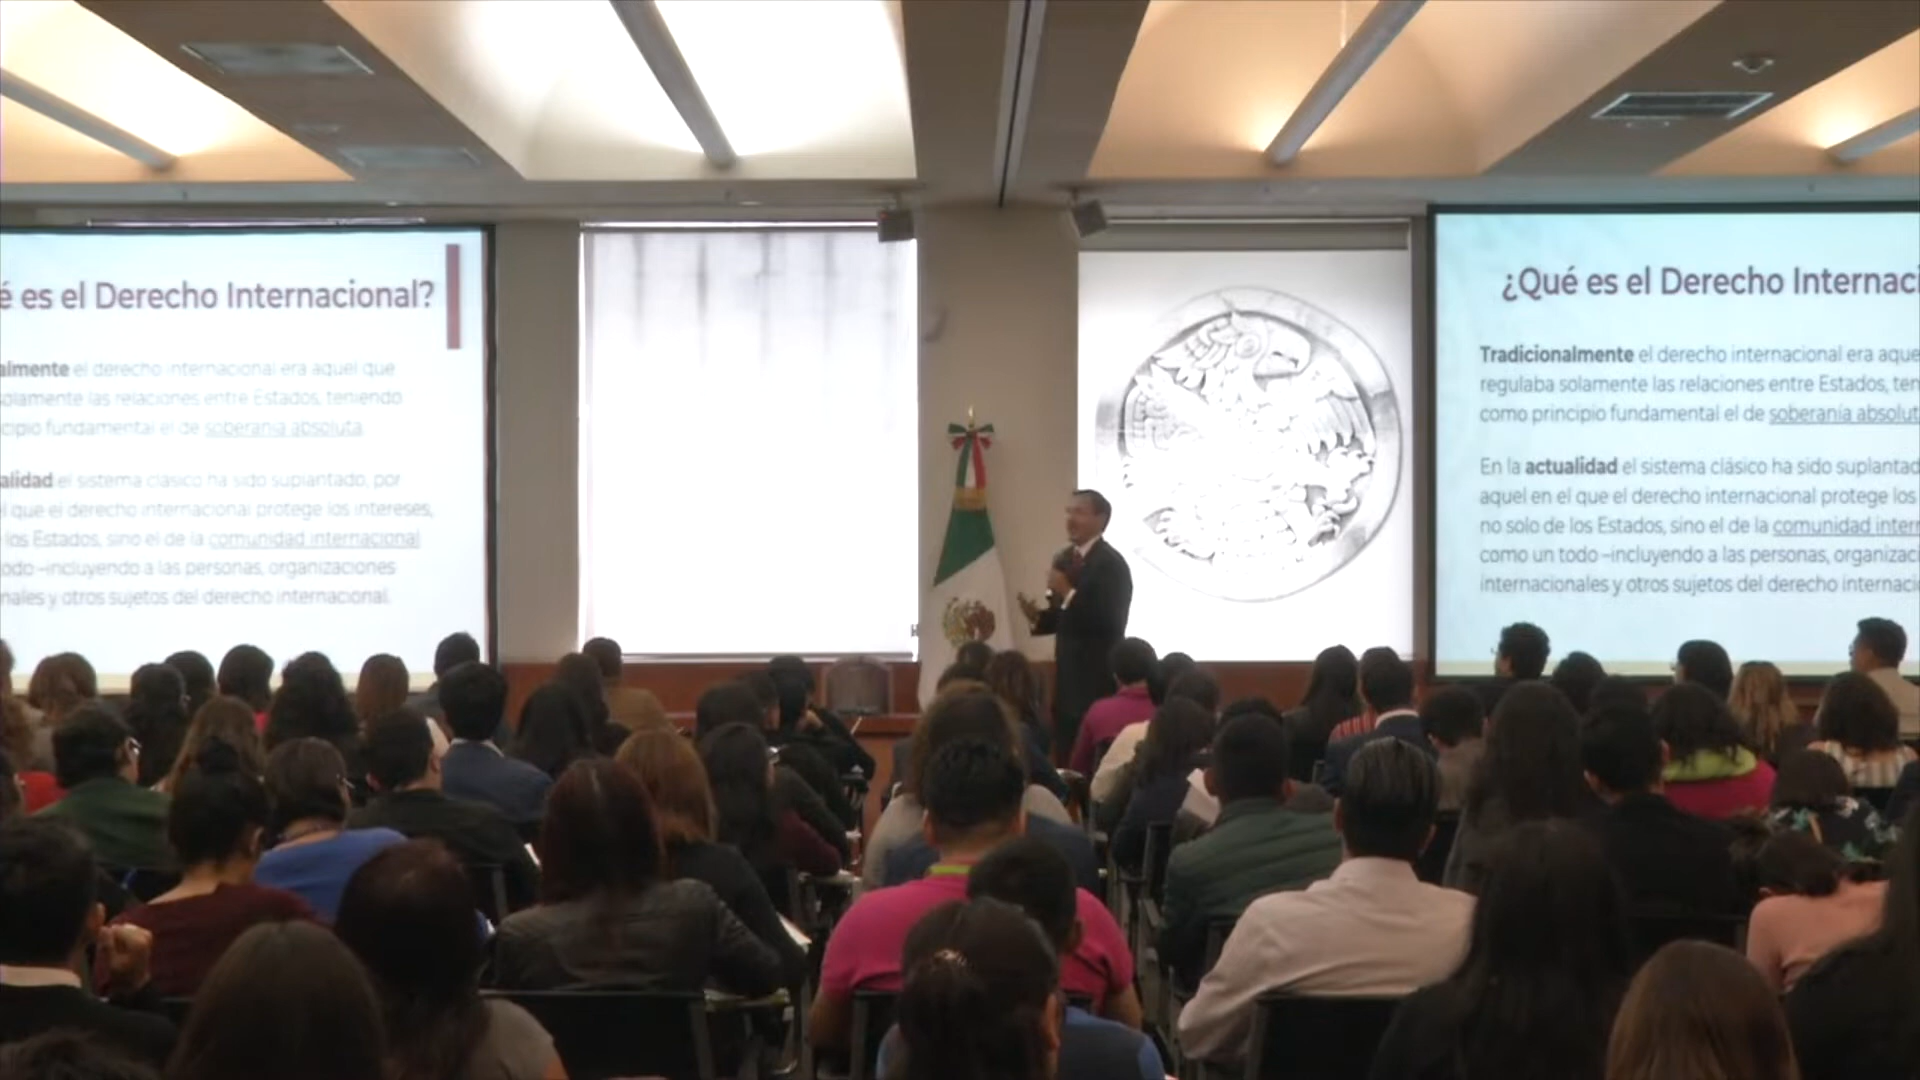 é es el Derecho Internacional?
almente el derecho internacional era aquel que
solamente las relaciones entre Estados, teniendo
cipio fundamental el de soberanía absoluta.
alidad el sistema clásico ha sido suplantado, por
l que el derecho internacional protege los intereses,
los Estados, sino el de la comunidad internacional
odo –incluyendo a las personas, organizaciones
nales y otros sujetos del derecho internacional.
¿Qué es el Derecho Internaci
Tradicionalmente el derecho internacional era aque
regulaba solamente las relaciones entre Estados, ten
como principio fundamental el de soberanía absolut
En la actualidad el sistema clásico ha sido suplantad
aquel en el que el derecho internacional protege los
no solo de los Estados, sino el de la comunidad inter
como un todo –incluyendo a las personas, organizaci
internacionales y otros sujetos del derecho internaci